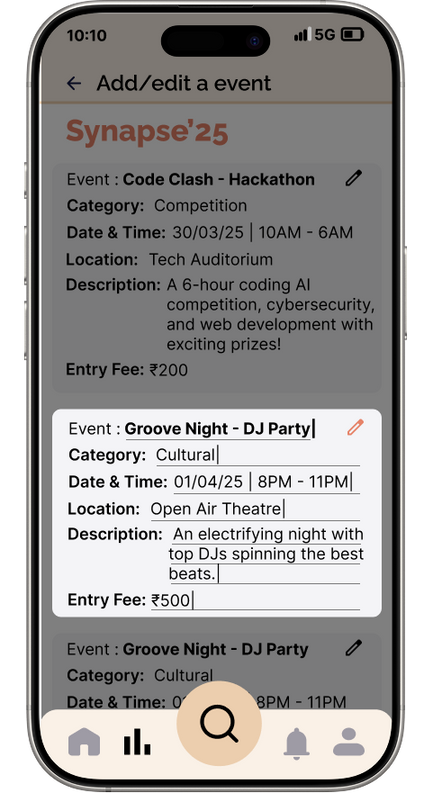 10:10 5G
Add/edit a event
Synapse'25
Event : Code Clash - Hackathon
Category: Competition
Date & Time: 30/03/25 | 10AM - 6AM
Location: Tech Auditorium
Description: A 6-hour coding AI
competition, cybersecurity,
and web development with
exciting prizes!
Entry Fee: ₹200
Event : Groove Night - DJ Party
Category: Cultural
Date & Time: 01/04/25 | 8PM - 11PM
Location: Open Air Theatre
Description: An electrifying night with
top DJs spinning the best
beats.
Entry Fee: ₹500
Event : Groove Night - DJ Party
Category: Cultural
Date & Time: 8PM - 11PM